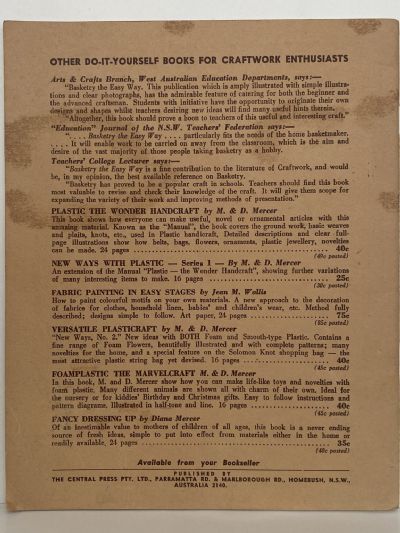 OTHER DO-IT-YOURSELF BOOKS FOR CRAFTWORK ENTHUSIASTS
Arts & Crafts Branch, West Australian Education Departments, says:—
"Basketry the Easy Way. This publication which is amply illustrated with simple illustra-
tions and clear photographs, has the admirable feature of catering for both the beginner and
the advanced craftsman. Students with initiative have the opportunity to originate their own
designs and shapes whilst teachers desiring new ideas will find many useful hints therein.
"Altogether, this book should prove a boon to teachers of this useful and interesting craft."
"Education" Journal of the N.S.W. Teachers' Federation says:—
". . . Basketry the Easy Way . . . . particularly fits the needs of the home basketmaker.
. . . . It will enable work to be carried on away from the classroom, which is the aim and
desire of the vast majority of those people taking basketry as a hobby.
Teachers' College Lecturer says:—
"Basketry the Easy Way is a fine contribution to the literature of Craftwork, and would
be, in my opinion, the best available reference on Basketry.
"Basketry has proved to be a popular craft in schools. Teachers should find this book
most valuable to revise and check their knowledge of the craft. It will give them scope for
expanding the variety of their work and improving methods of presentation."
PLASTIC THE WONDER HANDCRAFT by M. & D. Mercer
This book shows how everyone can make useful, novel or ornamental articles with this
amazing material. Known as the "Manual", the book covers the ground work, basic weaves
and plaits, knots, etc., used in Plastic handcraft. Detailed descriptions and clear full-
page illustrations show how belts, bags, flowers, ornaments, plastic jewellery, novelties
can be made. 24 pages .................... 40c
(49c posted)
NEW WAYS WITH PLASTIC — Series 1 — By M. & D. Mercer
An extension of the Manual "Plastic — the Wonder Handcraft", showing further variations
of many interesting items to make. 16 pages .................... 25c
(30c posted)
FABRIC PAINTING IN EASY STAGES by Jean M. Wallis
How to paint colourful motifs on your own materials. A new approach to the decoration
of fabric for clothes, household linen, babies' and children's wear, etc. Method fully
described; designs simple to follow. Art paper, 24 pages .................... 75c
(85c posted)
VERSATILE PLASTICRAFT by M. & D. Mercer
"New Ways, No. 2." New ideas with BOTH Foam and Smooth-type Plastic. Contains a
fine range of Foam Flowers, beautifully illustrated and with complete patterns; many
novelties for the home, and a special feature on the Solomon Knot shopping bag — the
most attractive plastic string bag yet devised. 16 pages .................... 40c
(45c posted)
FOAMPLASTIC THE MARVELCRAFT M. & D. Mercer
In this book, M. and D. Mercer show how you can make life-like toys and novelties with
foam plastic. Many different animals are shown all with charm of their own. Ideal for
the nursery or for kiddies' Birthday and Christmas gifts. Easy to follow instructions and
pattern diagrams. Illustrated in half-tone and line. 16 pages .................... 40c
(45c posted)
FANCY DRESSING UP by Diana Mercer
Of an inestimable value to mothers of children of all ages, this book is a never ending
source of fresh ideas, simple to put into effect from materials either in the home or
readily available. 24 pages .................... 35c
(40c posted)
Available from your Bookseller
PUBLISHED BY
THE CENTRAL PRESS PTY. LTD., PARRAMATTA RD. & MARLBOROUGH RD., HOMEBUSH, N.S.W.,
AUSTRALIA 2140.